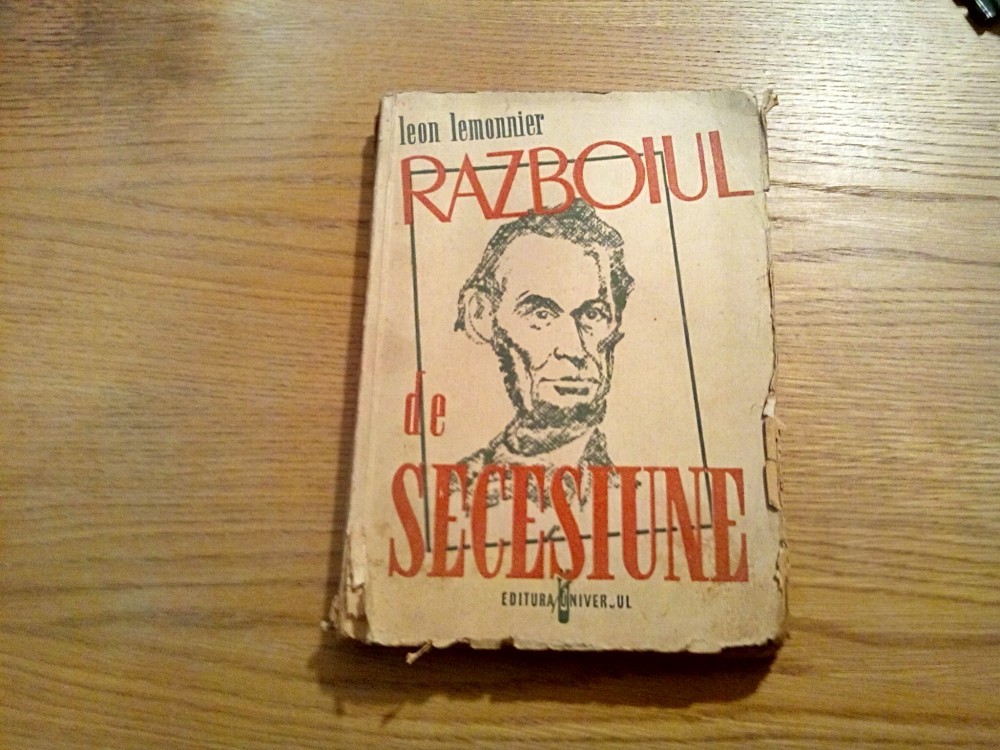 leon lemonnier
RAZBOIUL
de
SECESIUNE
EDITURA UNIVERSUL